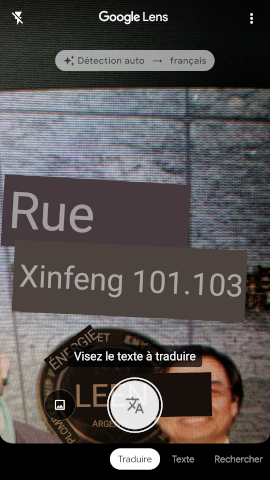 Google Lens
Détection auto → français
Rue
Xinfeng 101.103
Visez le texte à traduire
ÉNERGIE
PLOMB
ARGE
Traduire
Texte
Rechercher